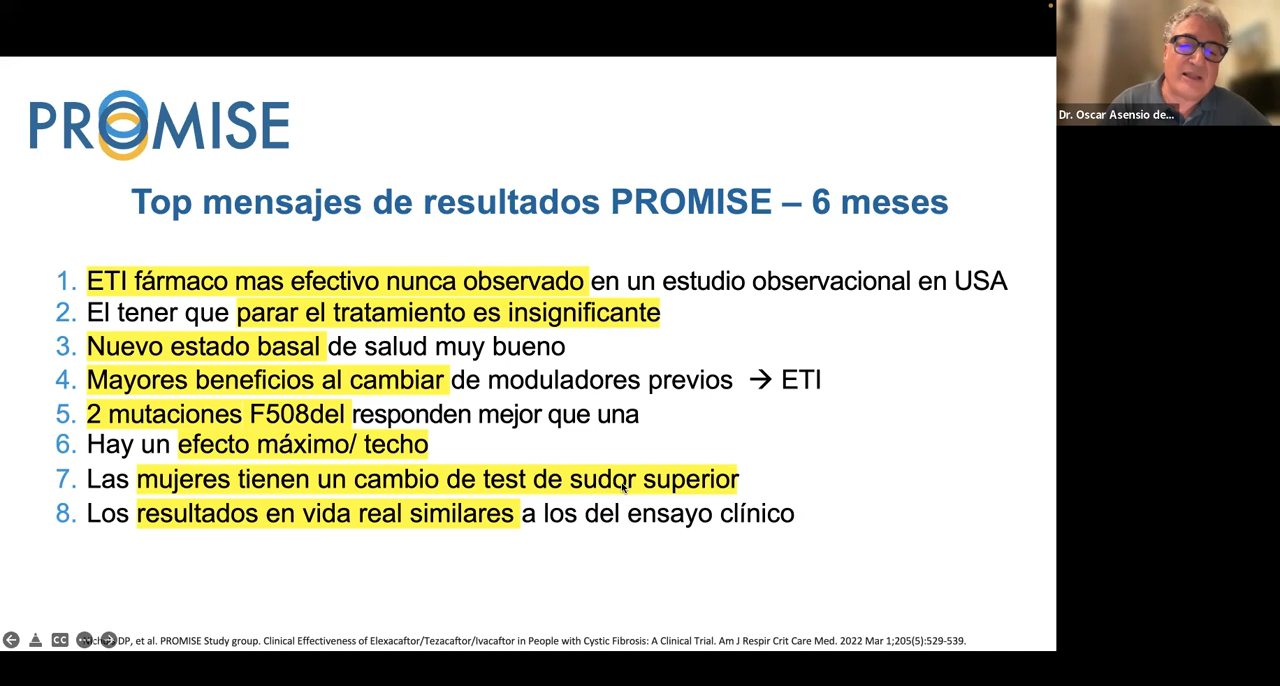 PROMISE
Top mensajes de resultados PROMISE – 6 meses
1. ETI fármaco mas efectivo nunca observado en un estudio observacional en USA
2. El tener que parar el tratamiento es insignificante
3. Nuevo estado basal de salud muy bueno
4. Mayores beneficios al cambiar de moduladores previos → ETI
5. 2 mutaciones F508del responden mejor que una
6. Hay un efecto máximo/ techo
7. Las mujeres tienen un cambio de test de sudor superior
8. Los resultados en vida real similares a los del ensayo clínico
CC
DP, et al. PROMISE Study group. Clinical Effectiveness of Elexacaftor/Tezacaftor/Ivacaftor in People with Cystic Fibrosis: A Clinical Trial. Am J Respir Crit Care Med. 2022 Mar 1;205(5):529-539.
Dr. Oscar Asensio de...